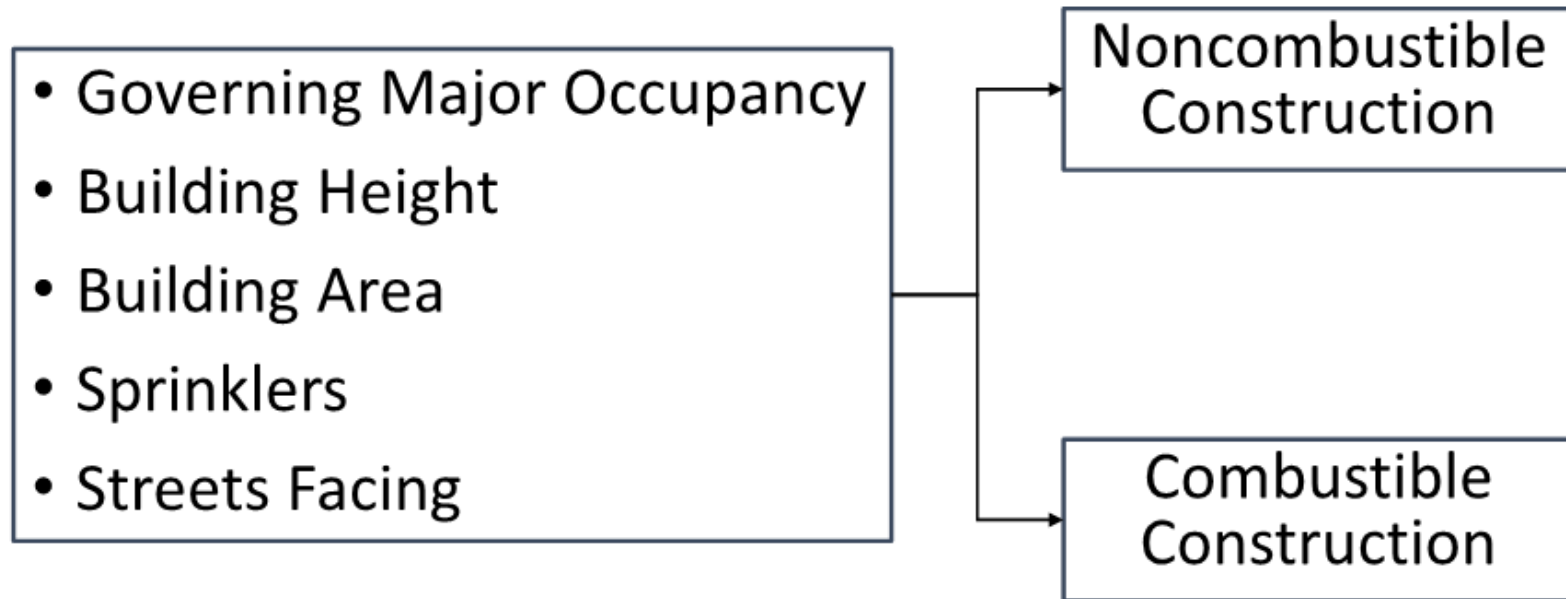 • Governing Major Occupancy
• Building Height
• Building Area
• Sprinklers
• Streets Facing
Noncombustible
Construction
Combustible
Construction